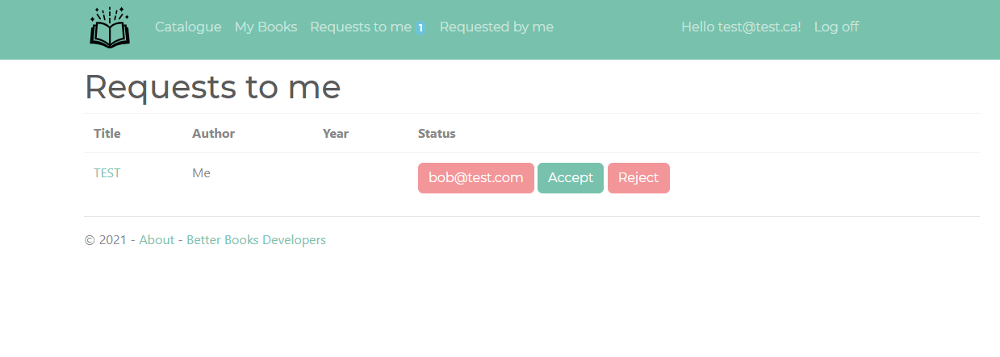 Catalogue My Books Requests to me 1 Requested by me Hello test@test.ca! Log off
Requests to me
Title Author Year Status
TEST Me bob@test.com Accept Reject
© 2021 - About - Better Books Developers